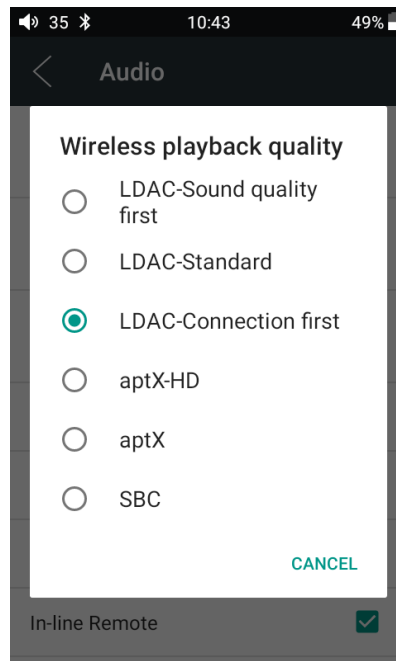 35 10:43 49%
Audio
Wireless playback quality
LDAC-Sound quality
first
LDAC-Standard
LDAC-Connection first
aptX-HD
aptX
SBC
CANCEL
In-line Remote